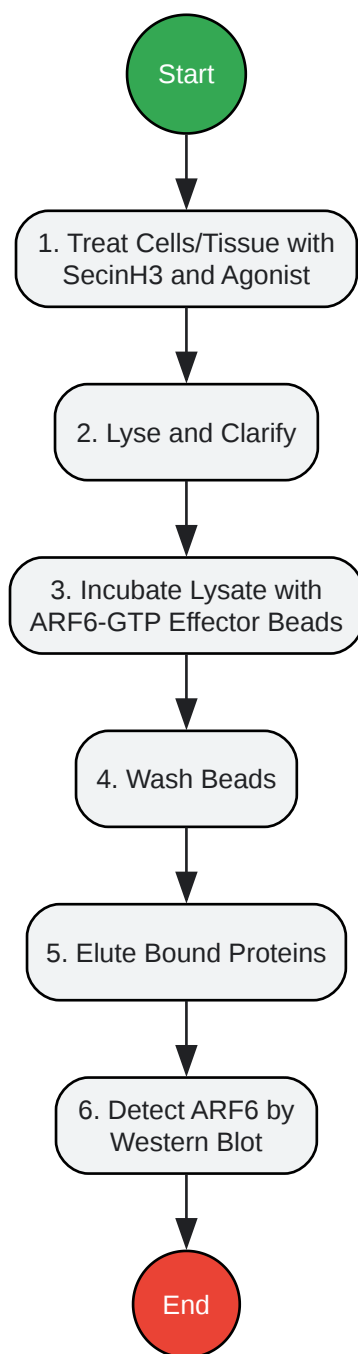 Start
1. Treat Cells/Tissue with
SecinH3 and Agonist
2. Lyse and Clarify
3. Incubate Lysate with
ARF6-GTP Effector Beads
4. Wash Beads
5. Elute Bound Proteins
6. Detect ARF6 by
Western Blot
End